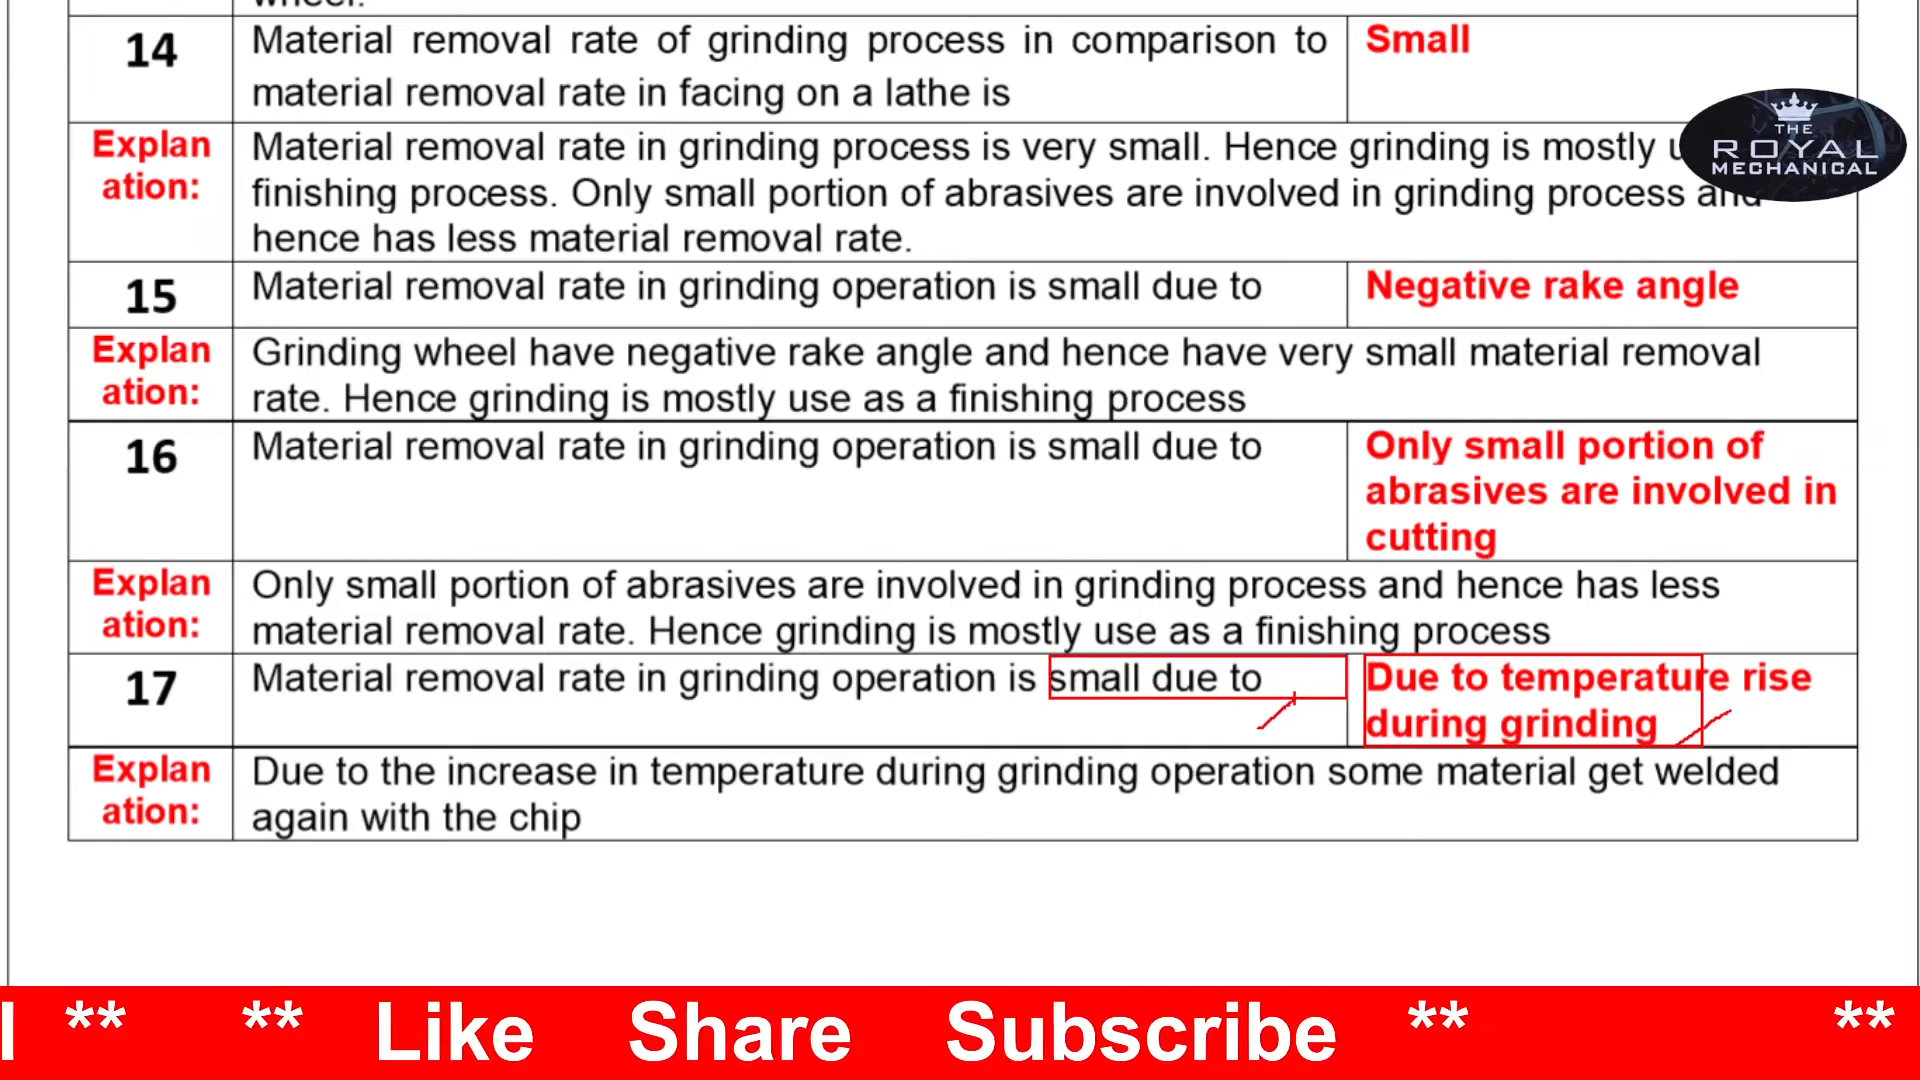 wheel.
14
Material removal rate of grinding process in comparison to
material removal rate in facing on a lathe is
Small
Explan
ation:
Material removal rate in grinding process is very small. Hence grinding is mostly
finishing process. Only small portion of abrasives are involved in grinding process and
hence has less material removal rate.
THE
ROYAL
MECHANICAL
15
Material removal rate in grinding operation is small due to
Negative rake angle
Explan
ation:
Grinding wheel have negative rake angle and hence have very small material removal
rate. Hence grinding is mostly use as a finishing process
16
Material removal rate in grinding operation is small due to
Only small portion of
abrasives are involved in
cutting
Explan
ation:
Only small portion of abrasives are involved in grinding process and hence has less
material removal rate. Hence grinding is mostly use as a finishing process
17
Material removal rate in grinding operation is small due to
Due to temperature rise
during grinding
Explan
ation:
Due to the increase in temperature during grinding operation some material get welded
again with the chip
** ** Like Share Subscribe ** **